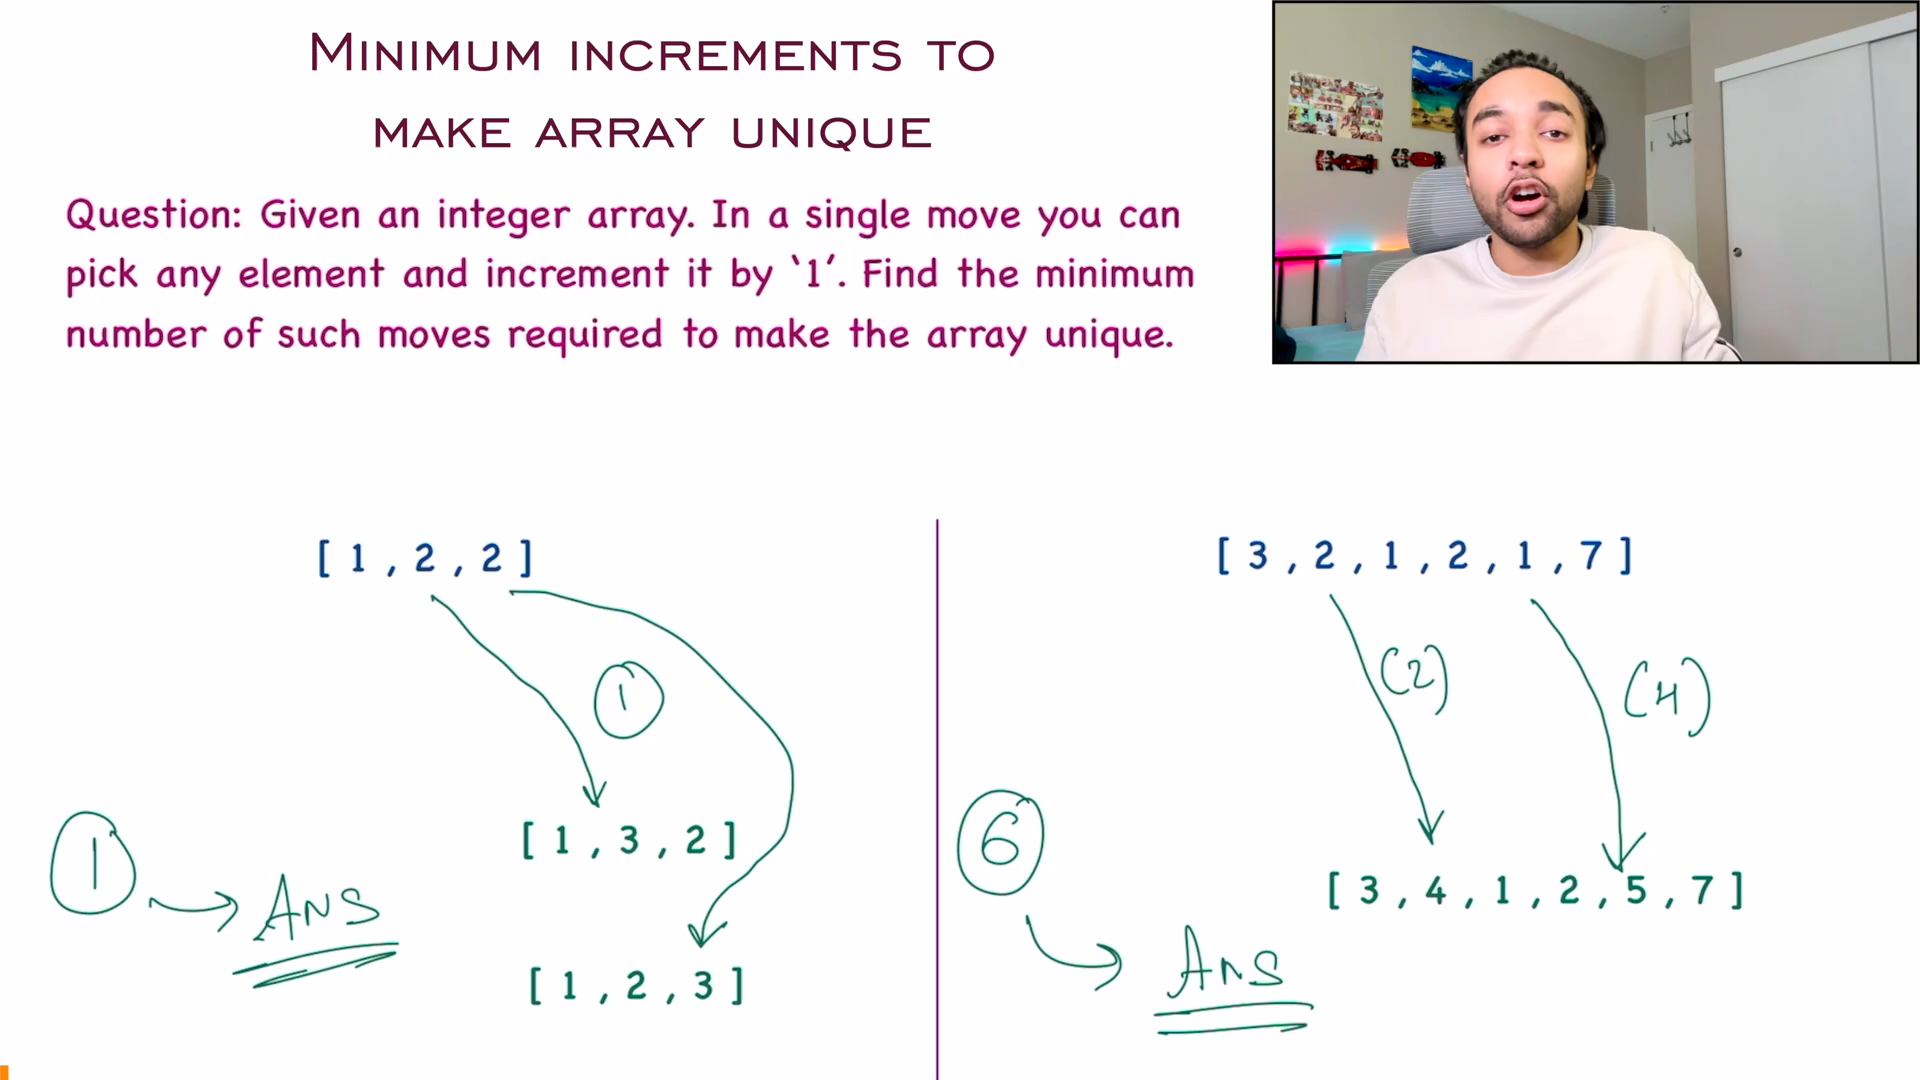 MINIMUM INCREMENTS TO
MAKE ARRAY UNIQUE
Question: Given an integer array. In a single move you can
pick any element and increment it by ‘1’. Find the minimum
number of such moves required to make the array unique.
[ 1 , 2 , 2 ]
1
[ 1 , 3 , 2 ]
1
ANS
[ 1 , 2 , 3 ]
[ 3 , 2 , 1 , 2 , 1 , 7 ]
(2)
(4)
6
[ 3 , 4 , 1 , 2 , 5 , 7 ]
ANS